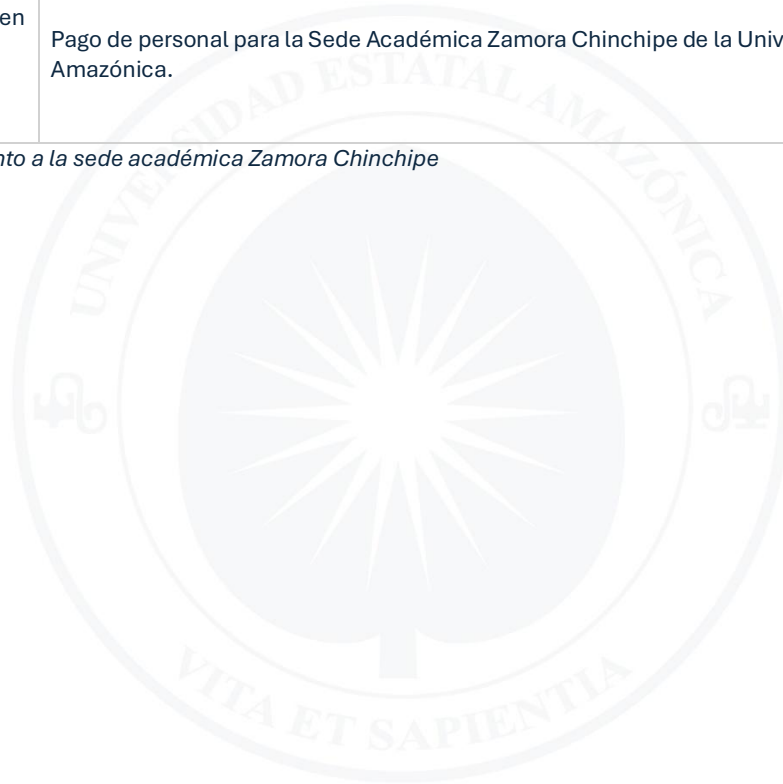 en
Pago de personal para la Sede Académica Zamora Chinchipe de la Univ
Amazónica.
nto a la sede académica Zamora Chinchipe
UNIVERSIDAD ESTATAL AMAZÓNICA
VITA ET SAPIENTIA